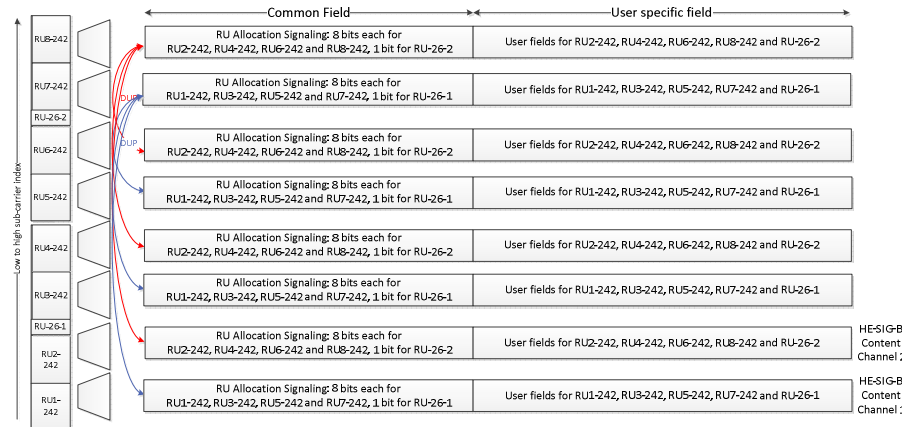 Common Field
User specific field
Low to high sub-carrier index
RU8-242
RU Allocation Signaling: 8 bits each for
RU2-242, RU4-242, RU6-242 and RU8-242, 1 bit for RU-26-2
User fields for RU2-242, RU4-242, RU6-242, RU8-242 and RU-26-2
RU7-242
DUP
RU Allocation Signaling: 8 bits each for
RU1-242, RU3-242, RU5-242 and RU7-242, 1 bit for RU-26-1
User fields for RU1-242, RU3-242, RU5-242, RU7-242 and RU-26-1
RU-26-2
RU6-242
DUP
RU Allocation Signaling: 8 bits each for
RU2-242, RU4-242, RU6-242 and RU8-242, 1 bit for RU-26-2
User fields for RU2-242, RU4-242, RU6-242, RU8-242 and RU-26-2
RU5-242
RU Allocation Signaling: 8 bits each for
RU1-242, RU3-242, RU5-242 and RU7-242, 1 bit for RU-26-1
User fields for RU1-242, RU3-242, RU5-242, RU7-242 and RU-26-1
RU4-242
RU Allocation Signaling: 8 bits each for
RU2-242, RU4-242, RU6-242 and RU8-242, 1 bit for RU-26-2
User fields for RU2-242, RU4-242, RU6-242, RU8-242 and RU-26-2
RU3-242
RU Allocation Signaling: 8 bits each for
RU1-242, RU3-242, RU5-242 and RU7-242, 1 bit for RU-26-1
User fields for RU1-242, RU3-242, RU5-242, RU7-242 and RU-26-1
RU-26-1
RU2-
242
RU Allocation Signaling: 8 bits each for
RU2-242, RU4-242, RU6-242 and RU8-242, 1 bit for RU-26-2
User fields for RU2-242, RU4-242, RU6-242, RU8-242 and RU-26-2
HE-SIG-B
Content
Channel 2
RU1-
242
RU Allocation Signaling: 8 bits each for
RU1-242, RU3-242, RU5-242 and RU7-242, 1 bit for RU-26-1
User fields for RU1-242, RU3-242, RU5-242, RU7-242 and RU-26-1
HE-SIG-B
Content
Channel 1